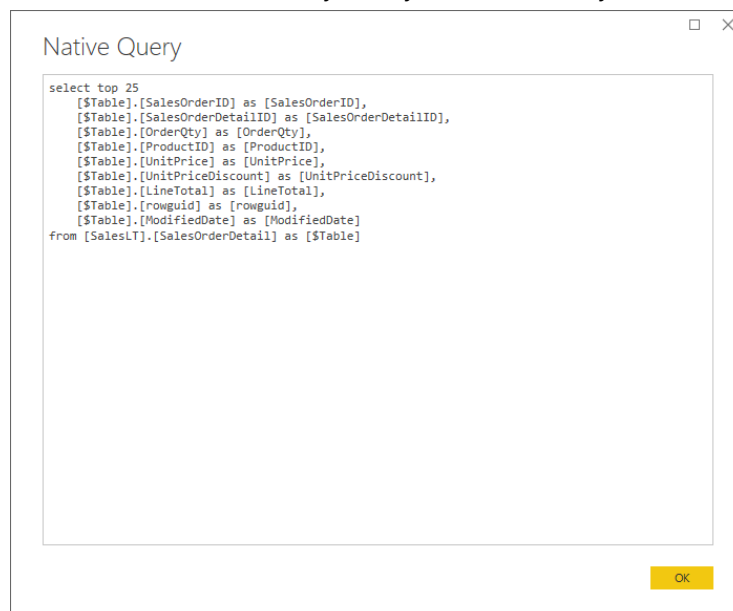 Native Query
select top 25
[$Table].[SalesOrderID] as [SalesOrderID],
[$Table].[SalesOrderDetailID] as [SalesOrderDetailID],
[$Table].[OrderQty] as [OrderQty],
[$Table].[ProductID] as [ProductID],
[$Table].[UnitPrice] as [UnitPrice],
[$Table].[UnitPriceDiscount] as [UnitPriceDiscount],
[$Table].[LineTotal] as [LineTotal],
[$Table].[rowguid] as [rowguid],
[$Table].[ModifiedDate] as [ModifiedDate]
from [SalesLT].[SalesOrderDetail] as [$Table]
OK